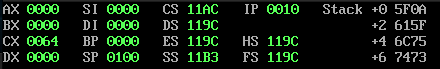 AX 0000 SI 0000 CS 11AC IP 0010 Stack +0 5F0A
BX 0000 DI 0000 DS 119C +2 615F
CX 0064 BP 0000 ES 119C HS 119C +4 6C75
DX 0000 SP 0100 SS 11B3 FS 119C +6 7473